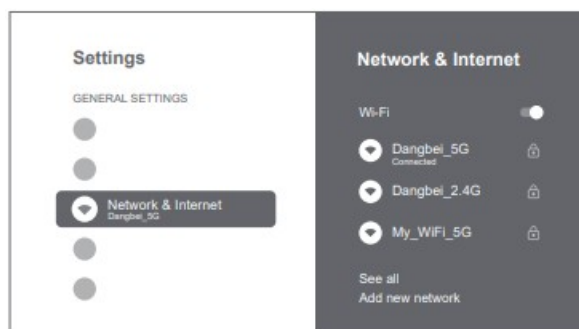 Settings
GENERAL SETTINGS
Network & Internet
Dangbei_5G
Network & Internet
Wi-Fi
Dangbei_5G
Connected
Dangbei_2.4G
My_WiFi_5G
See all
Add new network